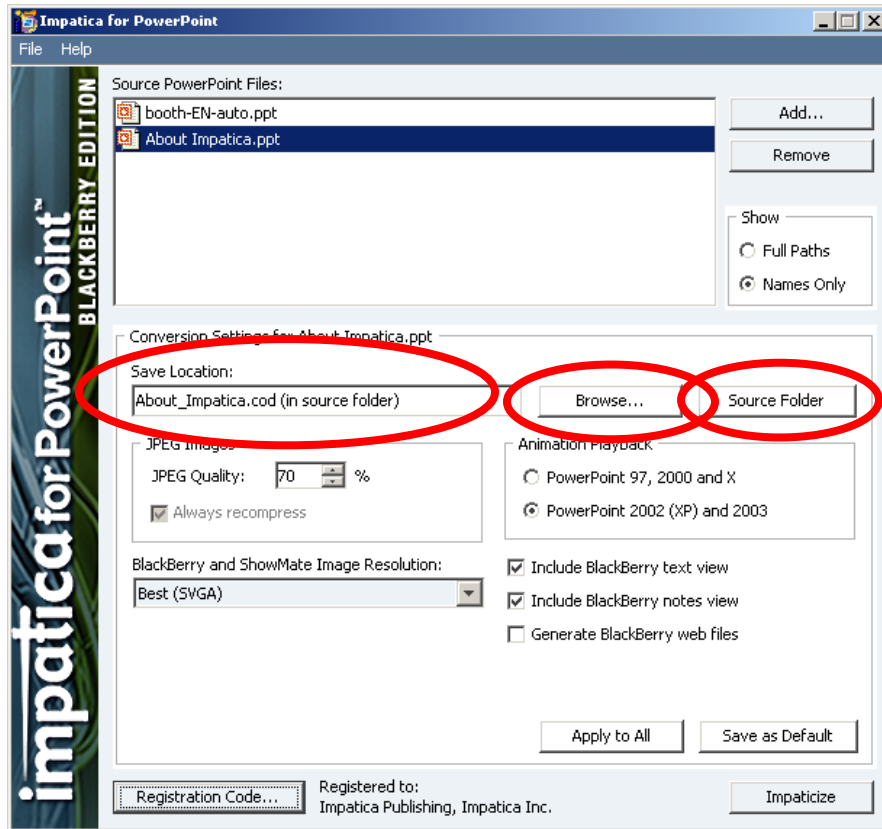 Impatica for PowerPoint
File Help
impatica for PowerPoint™
BLACKBERRY EDITION
Source PowerPoint Files:
booth-EN-auto.ppt
About Impatica.ppt
Add...
Remove
Show
Full Paths
Names Only
Conversion Settings for About Impatica.ppt
Save Location:
About_Impatica.cod (in source folder)
Browse...
Source Folder
JPEG Images
JPEG Quality: 70 %
Always recompress
Animation Playback
PowerPoint 97, 2000 and X
PowerPoint 2002 (XP) and 2003
BlackBerry and ShowMate Image Resolution:
Best (SVGA)
Include BlackBerry text view
Include BlackBerry notes view
Generate BlackBerry web files
Apply to All
Save as Default
Registration Code...
Registered to:
Impatica Publishing, Impatica Inc.
Impaticize